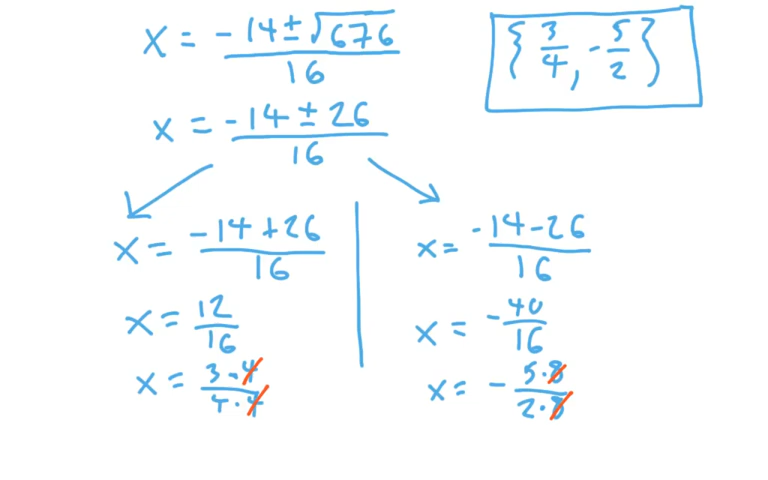 x = (-14 ± √676)/16
{3/4, -5/2}
x = (-14 ± 26)/16
x = (-14 + 26)/16
x = 12/16
x = (3·4)/(4·4)
x = (-14 - 26)/16
x = -40/16
x = -(5·8)/(2·8)